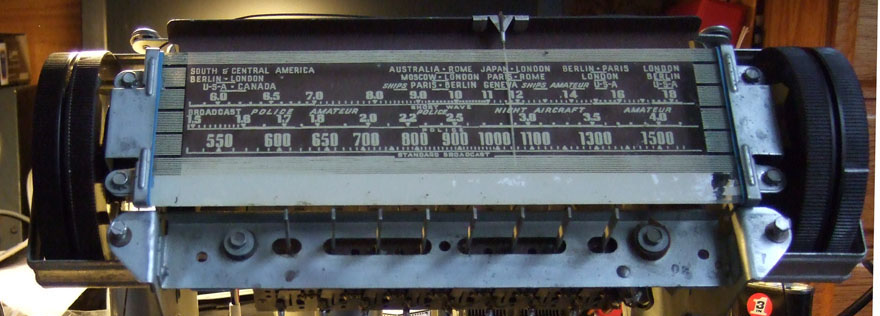 SOUTH & CENTRAL AMERICA AUSTRALIA • ROME JAPAN • LONDON BERLIN • PARIS LONDON
BERLIN • LONDON MOSCOW • LONDON PARIS • ROME LONDON BERLIN
U•S•A • CANADA SHIPS PARIS • BERLIN GENEVA SHIPS AMATEUR U•S•A U•S•A
6.0 6.5 7.0 8.0 9.0 10 11 12 14 16 18
SHORT WAVE
BROADCAST POLICE AMATEUR POLICE NIGHT AIRCRAFT AMATEUR
1.5 1.6 1.7 1.8 2.0 2.2 2.5 3.0 3.5 4.0
POLICE
550 600 650 700 800 900 1000 1100 1300 1500
STANDARD BROADCAST